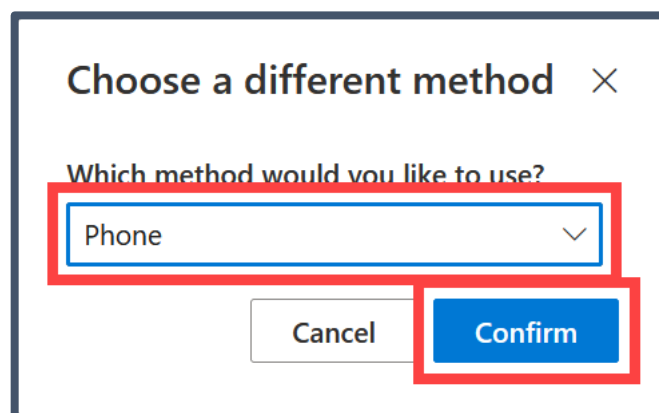 Choose a different method
Which method would you like to use?
Phone
Cancel Confirm